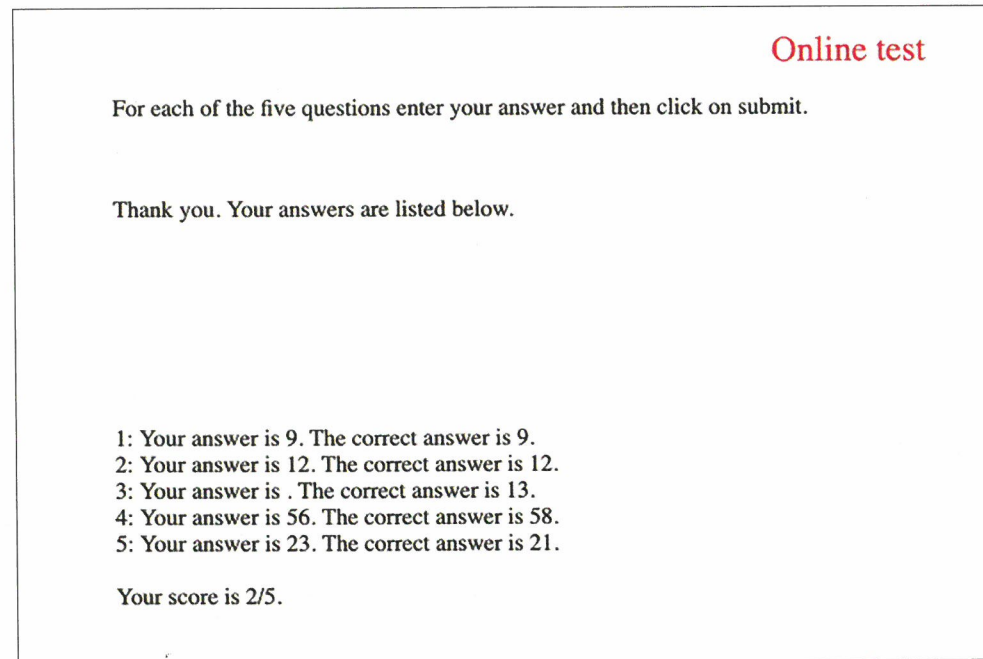 Online test
For each of the five questions enter your answer and then click on submit.
Thank you. Your answers are listed below.
1: Your answer is 9. The correct answer is 9.
2: Your answer is 12. The correct answer is 12.
3: Your answer is . The correct answer is 13.
4: Your answer is 56. The correct answer is 58.
5: Your answer is 23. The correct answer is 21.
Your score is 2/5.